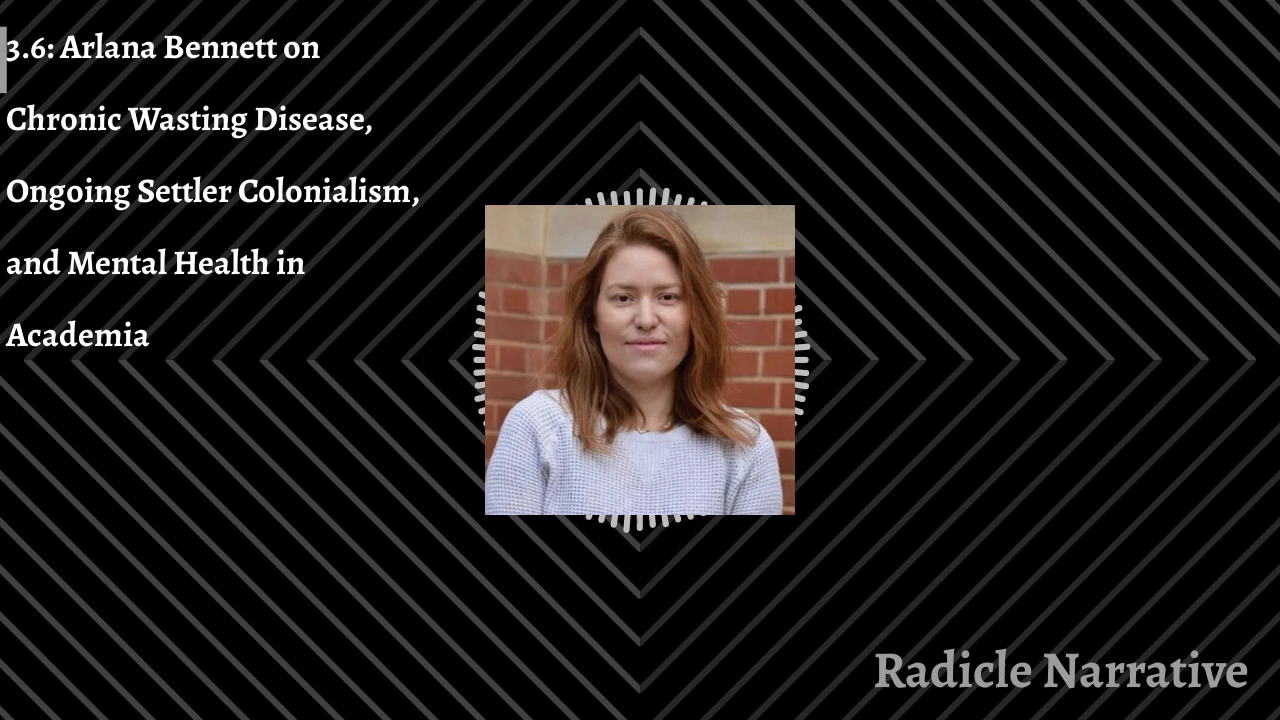 3.6: Arlana Bennett on
Chronic Wasting Disease,
Ongoing Settler Colonialism,
and Mental Health in
Academia
Radicle Narrative